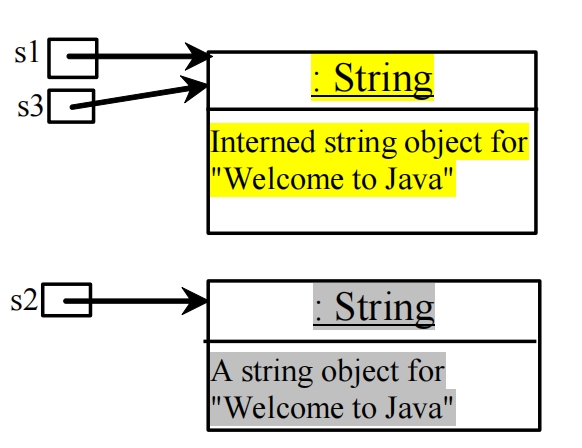 s1
: String
s3
Interned string object for
"Welcome to Java"
s2
: String
A string object for
"Welcome to Java"